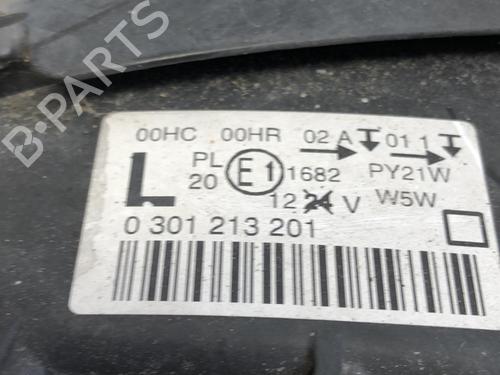 B-PARTS
00HC 00HR 02 A 01 1
PL E1 1682 PY21W
L 20 12 24 V W5W
0 301 213 201